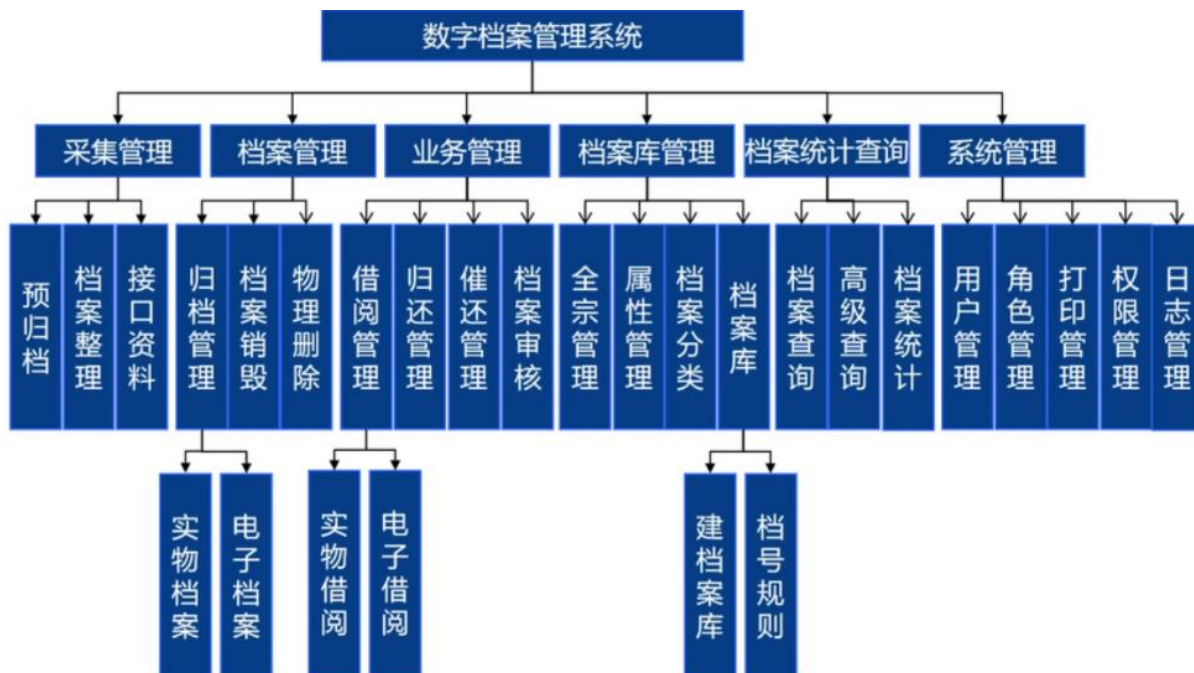 数字档案管理系统
采集管理
档案管理
业务管理
档案库管理
档案统计查询
系统管理
预归档
档案整理
接口资料
归档管理
档案销毁
物理删除
借阅管理
归还管理
催还管理
档案审核
全宗管理
属性管理
档案分类
档案库
档案查询
高级查询
档案统计
用户管理
角色管理
打印管理
权限管理
日志管理
实物档案
电子档案
实物借阅
电子借阅
建档案库
档号规则